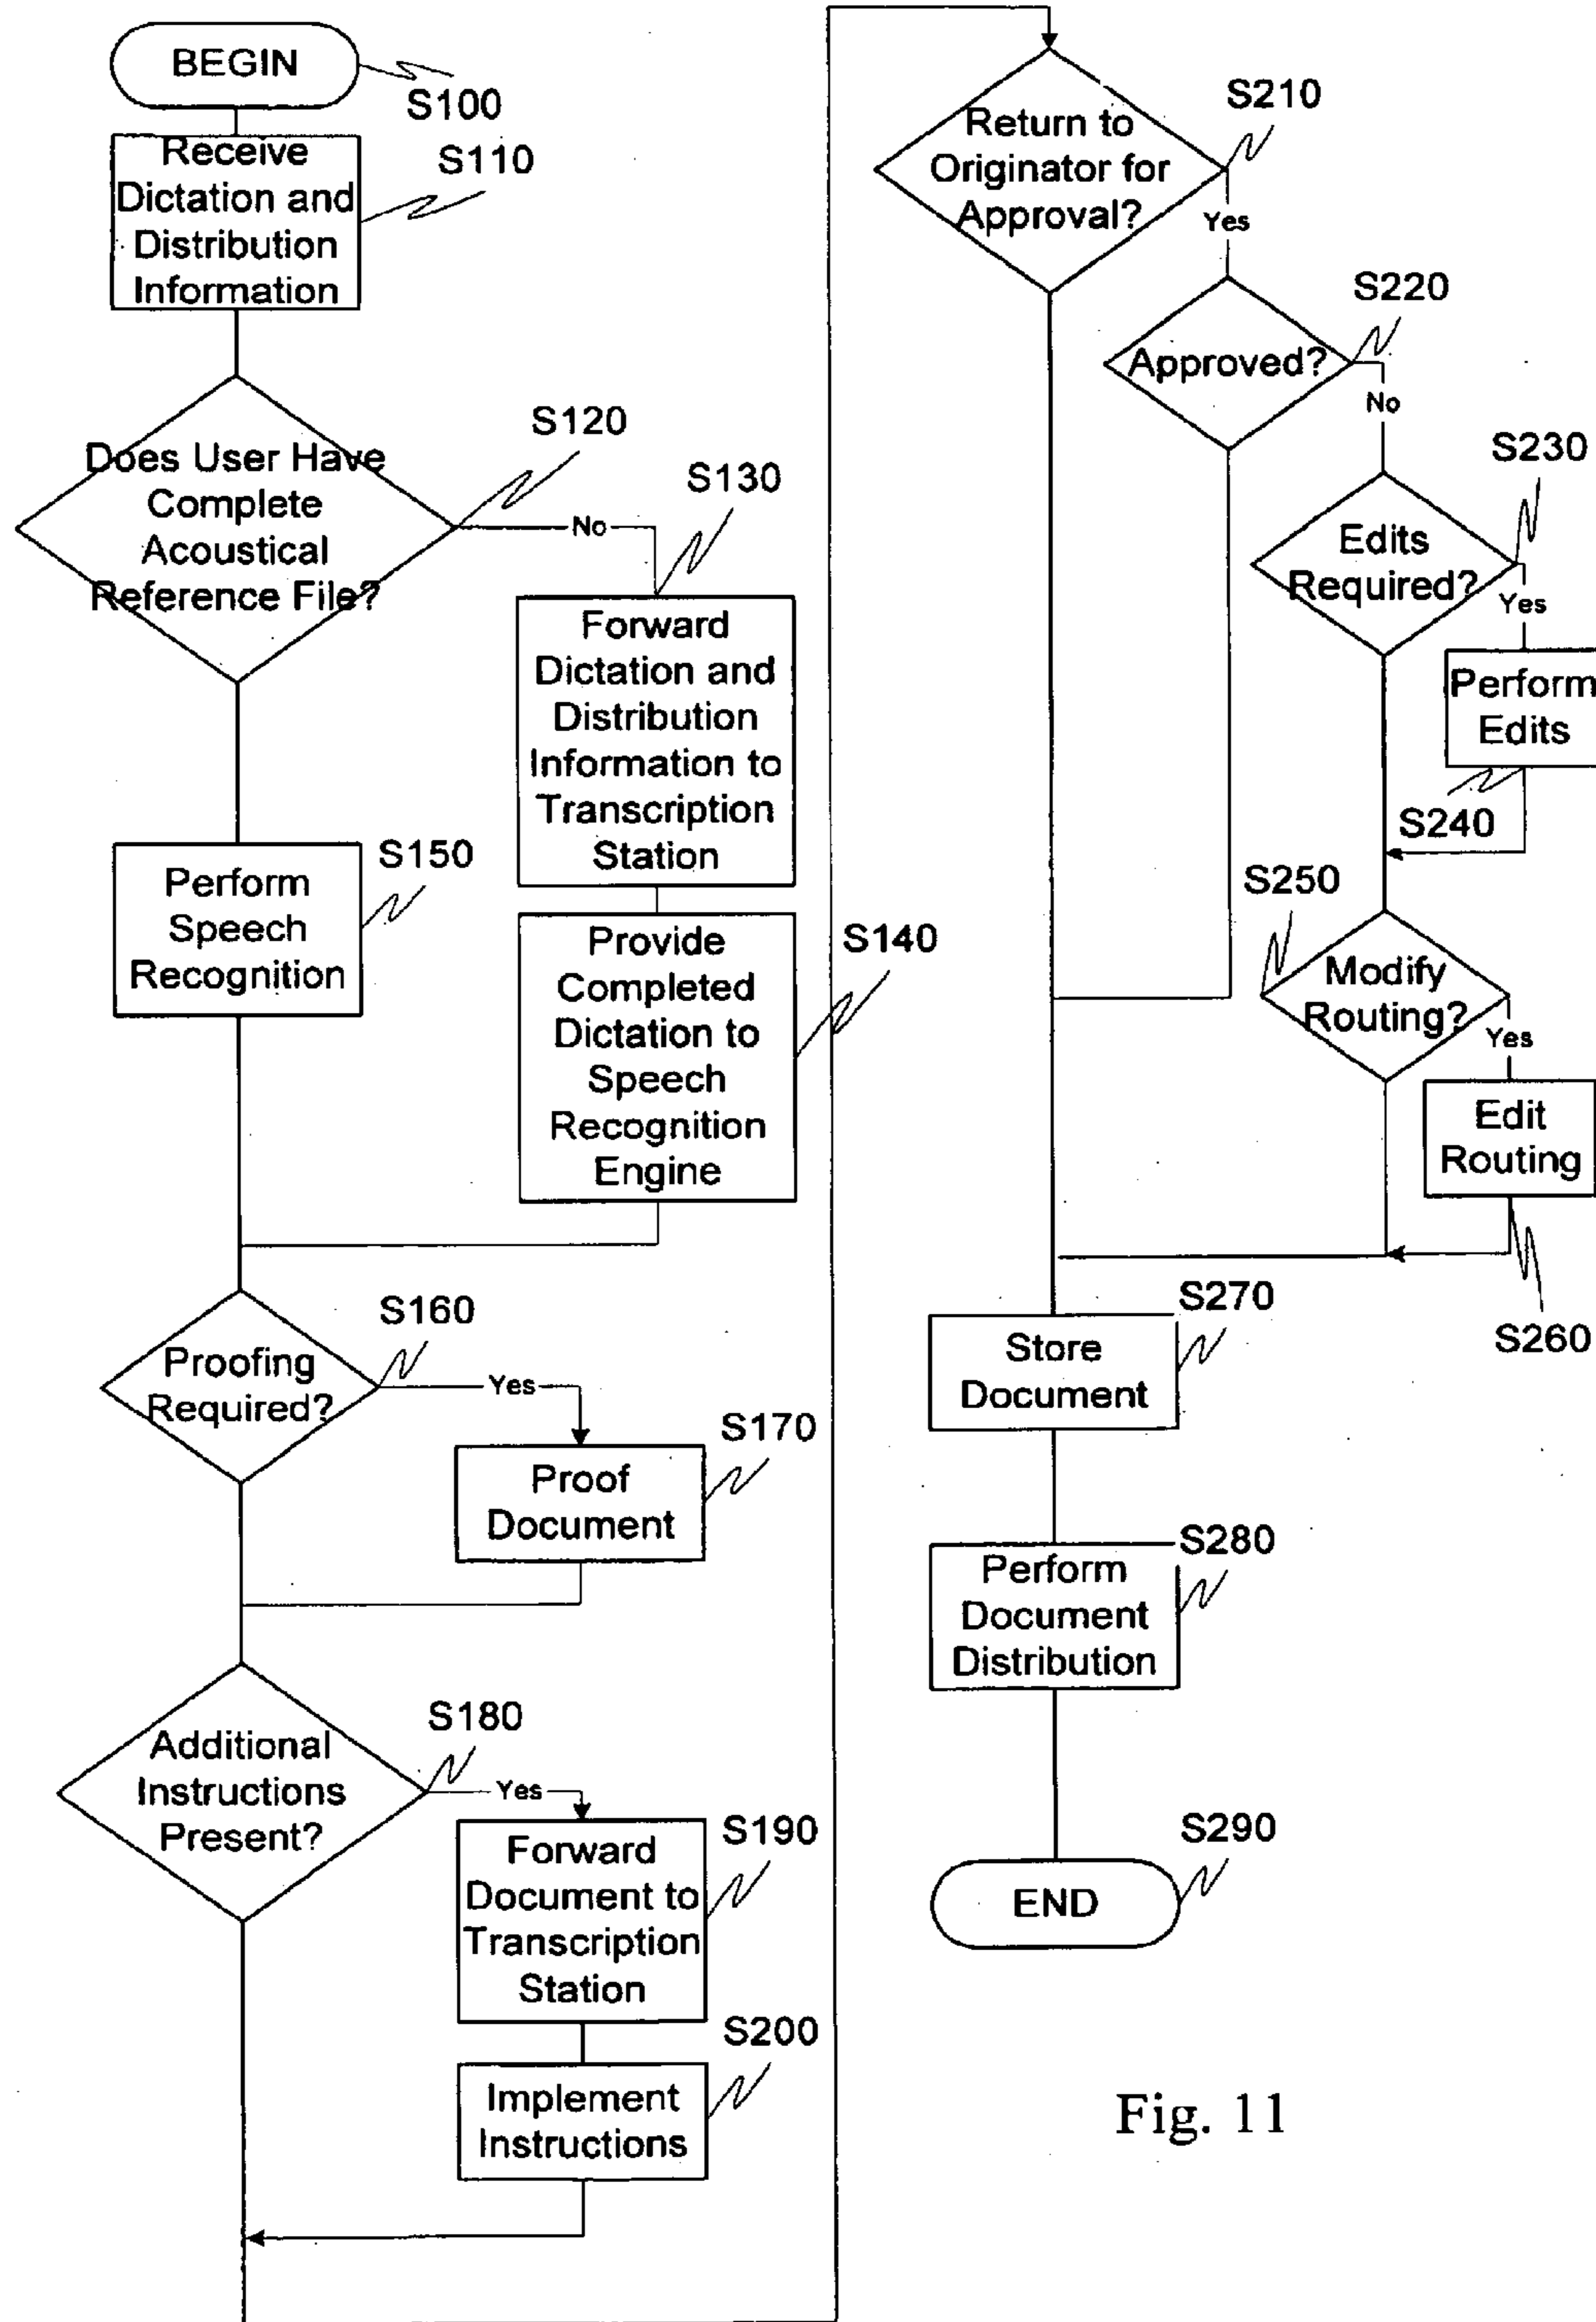 BEGIN
S100
Receive
Dictation and
Distribution
Information
S110
Does User Have
Complete
Acoustical
Reference File?
S120
No
S130
Forward
Dictation and
Distribution
Information to
Transcription
Station
Provide
Completed
Dictation to
Speech
Recognition
Engine
S140
Perform
Speech
Recognition
S150
Proofing
Required?
S160
Yes
Proof
Document
S170
Additional
Instructions
Present?
S180
Yes
Forward
Document to
Transcription
Station
S190
Implement
Instructions
S200
Return to
Originator for
Approval?
S210
Yes
Approved?
S220
No
Edits
Required?
S230
Yes
Perform
Edits
S240
Modify
Routing?
S250
Yes
Edit
Routing
S260
Store
Document
S270
Perform
Document
Distribution
S280
END
S290
Fig. 11